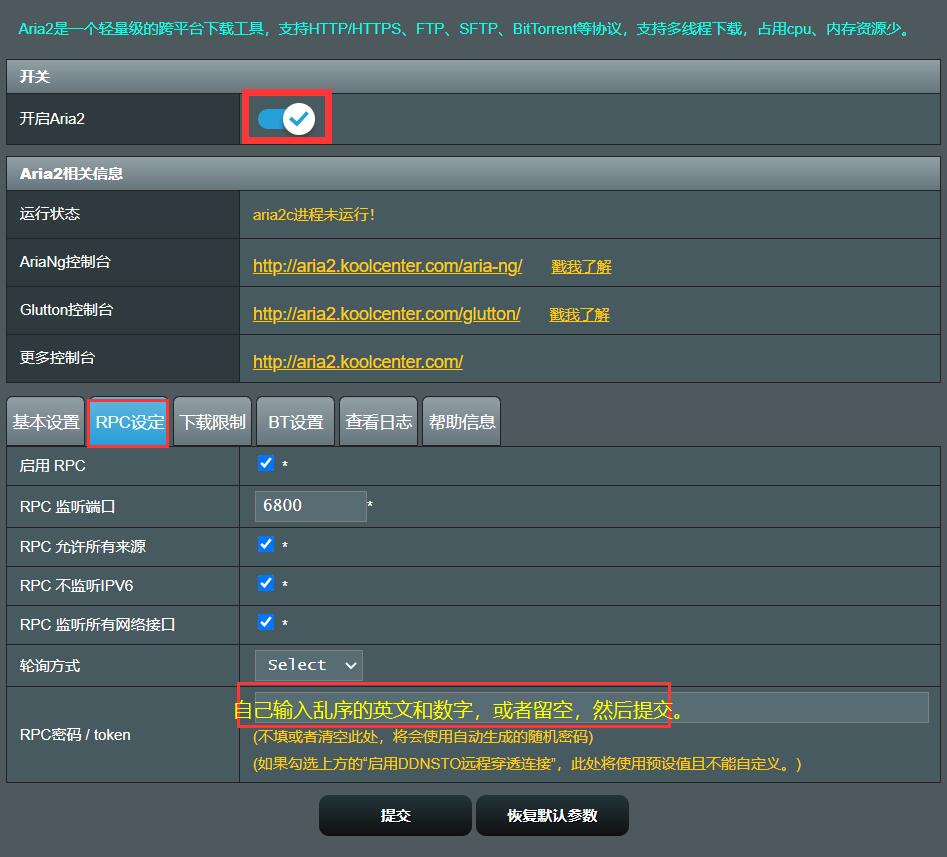 Aria2是一个轻量级的跨平台下载工具，支持HTTP/HTTPS、FTP、SFTP、BitTorrent等协议，支持多线程下载，占用cpu、内存资源少。
开关
开启Aria2
Aria2相关信息
运行状态 aria2c进程未运行！
AriaNg控制台 http://aria2.koolcenter.com/aria-ng/ 戳我了解
Glutton控制台 http://aria2.koolcenter.com/glutton/ 戳我了解
更多控制台 http://aria2.koolcenter.com/
基本设置 RPC设定 下载限制 BT设置 查看日志 帮助信息
启用 RPC *
RPC 监听端口 6800 *
RPC 允许所有来源 *
RPC 不监听IPV6 *
RPC 监听所有网络接口 *
轮询方式 Select
自己输入乱序的英文和数字，或者留空，然后提交。
RPC密码 / token
(不填或者清空此处，将会使用自动生成的随机密码)
(如果勾选上方的“启用DDNSTO远程穿透连接”，此处将使用预设值且不能自定义。)
提交 恢复默认参数